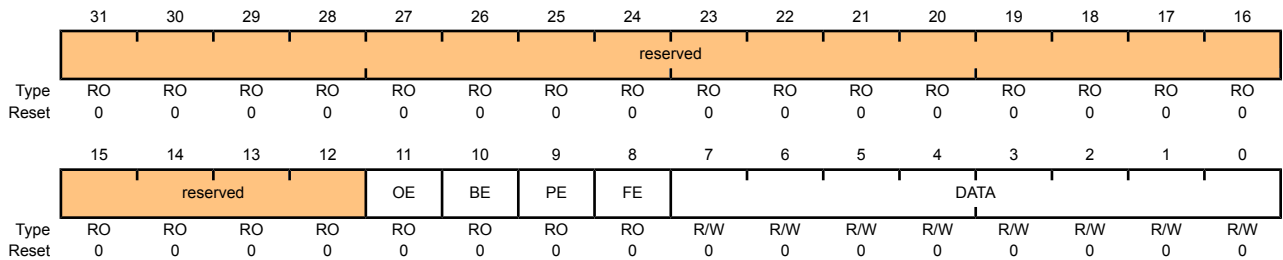 31 30 29 28 27 26 25 24 23 22 21 20 19 18 17 16
reserved
Type RO RO RO RO RO RO RO RO RO RO RO RO RO RO RO RO
Reset 0 0 0 0 0 0 0 0 0 0 0 0 0 0 0 0
15 14 13 12 11 10 9 8 7 6 5 4 3 2 1 0
reserved OE BE PE FE DATA
Type RO RO RO RO RO RO RO RO R/W R/W R/W R/W R/W R/W R/W R/W
Reset 0 0 0 0 0 0 0 0 0 0 0 0 0 0 0 0